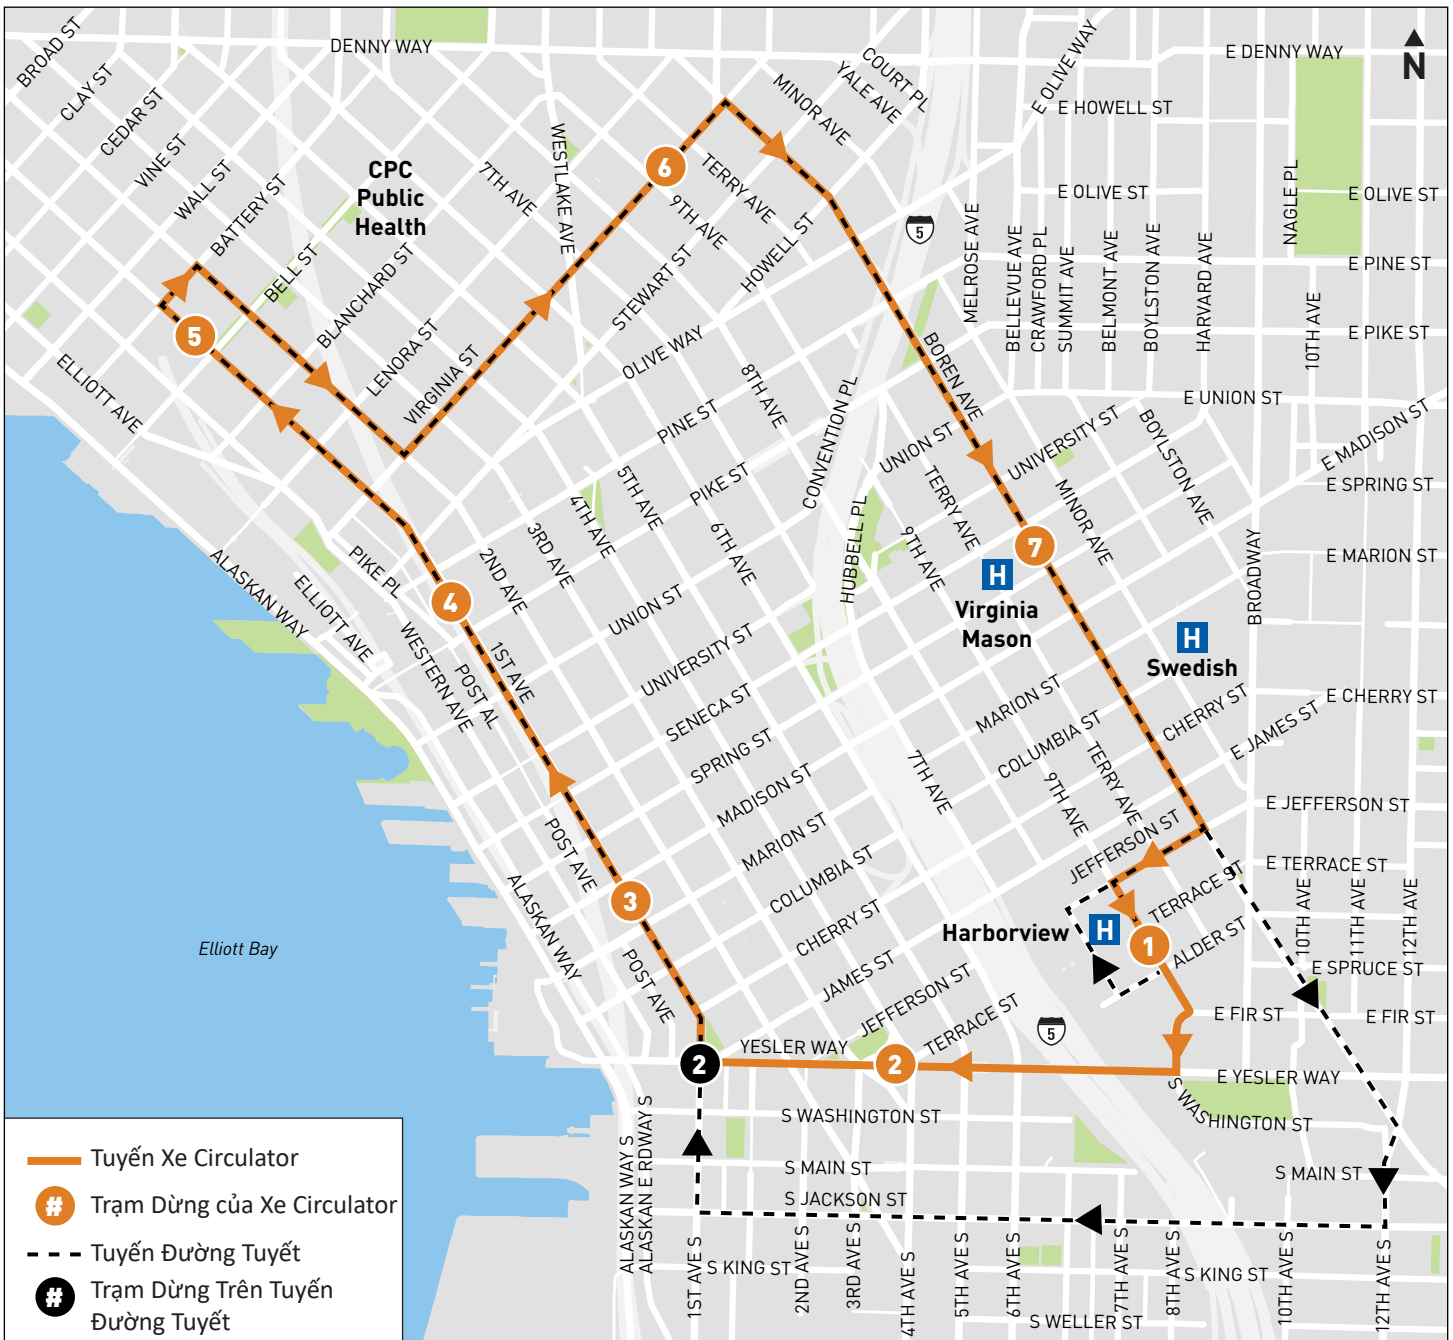 BROAD ST
DENNY WAY
CLAY ST
CEDAR ST
VINE ST
WALL ST
BATTERY ST
BELL ST
BLANCHARD ST
LENORA ST
VIRGINIA ST
CPC
Public
Health
7TH AVE
WESTLAKE AVE
COURT PL
YALE AVE
MINOR AVE
TERRY AVE
9TH AVE
STEWART ST
HOWELL ST
OLIVE WAY
E OLIVE WAY
E DENNY WAY
N
E HOWELL ST
E OLIVE ST
NAGLE PL
E OLIVE ST
E PINE ST
E PIKE ST
5
MELROSE AVE
BELLEVUE AVE
CRAWFORD PL
SUMMIT AVE
BELMONT AVE
BOYLSTON AVE
HARVARD AVE
10TH AVE
6
5
ELLIOTT AVE
8TH AVE
PINE ST
PIKE ST
CONVENTION PL
BOREN AVE
E UNION ST
UNION ST
UNIVERSITY ST
BOYLSTON AVE
E MADISON ST
E SPRING ST
E MARION ST
5TH AVE
4TH AVE
3RD AVE
2ND AVE
6TH AVE
HUBBELL PL
TERRY AVE
9TH AVE
MINOR AVE
BROADWAY
7
H
Virginia
Mason
H
Swedish
ALASKAN WAY
ELLIOTT AVE
PIKE PL
4
WESTERN AVE
POST AL
1ST AVE
UNION ST
UNIVERSITY ST
SENECA ST
SPRING ST
MADISON ST
MARION ST
COLUMBIA ST
CHERRY ST
JAMES ST
JEFFERSON ST
TERRACE ST
7TH AVE
MARION ST
COLUMBIA ST
CHERRY ST
E JAMES ST
E CHERRY ST
9TH AVE
TERRY AVE
JEFFERSON ST
E JEFFERSON ST
E TERRACE ST
TERRACE ST
ALDER ST
10TH AVE
11TH AVE
12TH AVE
E SPRUCE ST
E FIR ST
E FIR ST
Harborview
H
1
POST AVE
3
ALASKAN WAY
POST AVE
Elliott Bay
5
2
YESLER WAY
2
E YESLER WAY
S WASHINGTON ST
S WASHINGTON ST
S MAIN ST
S MAIN ST
S JACKSON ST
ALASKAN WAY S
ALASKAN E RDWAY S
1ST AVE S
S KING ST
2ND AVE S
3RD AVE S
4TH AVE S
5TH AVE S
6TH AVE S
7TH AVE S
8TH AVE S
S KING ST
10TH AVE S
12TH AVE S
S WELLER ST
Tuyến Xe Circulator
# Trạm Dừng của Xe Circulator
Tuyến Đường Tuyết
# Trạm Dừng Trên Tuyến
Đường Tuyết